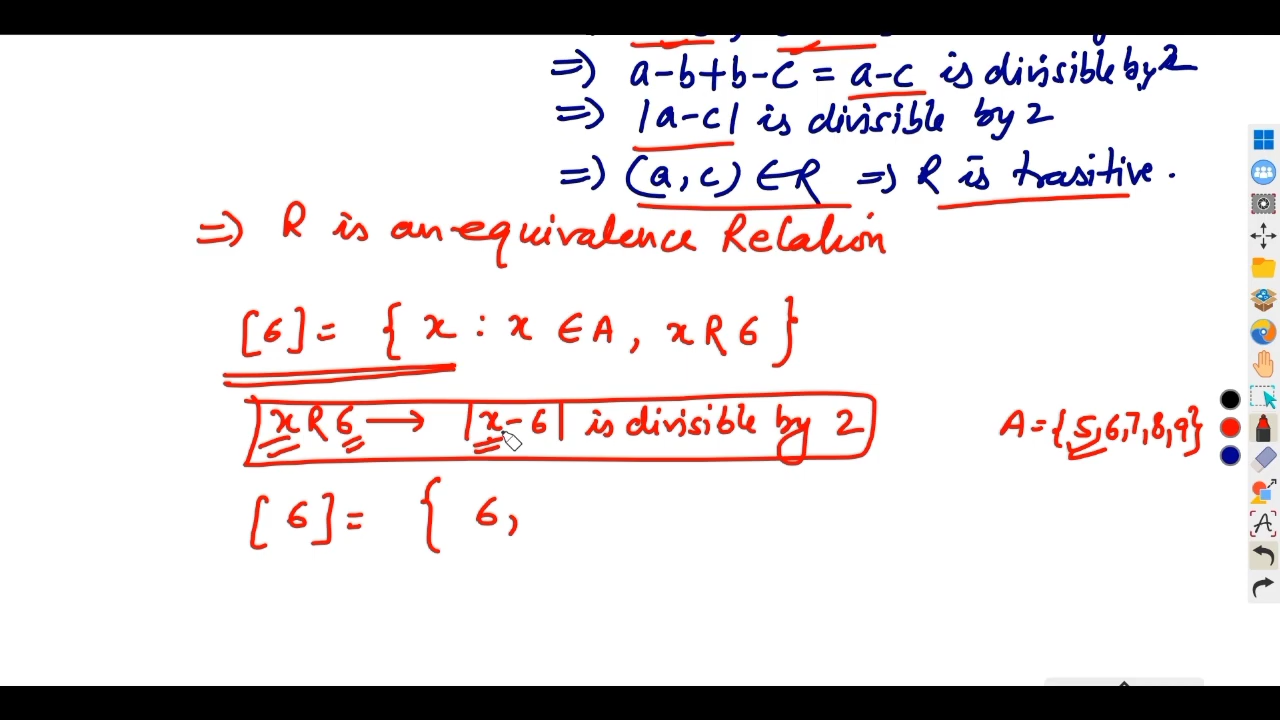 => a-b+b-c = a-c is divisible by 2
=> |a-c| is divisible by 2
=> (a, c) ∈ R => R is trasitive.
=> R is an equivalence Relation
[6] = { x : x ∈ A, x R 6 }
x R 6 → |x-6| is divisible by 2
A = {5,6,7,8,9}
[6] = { 6,